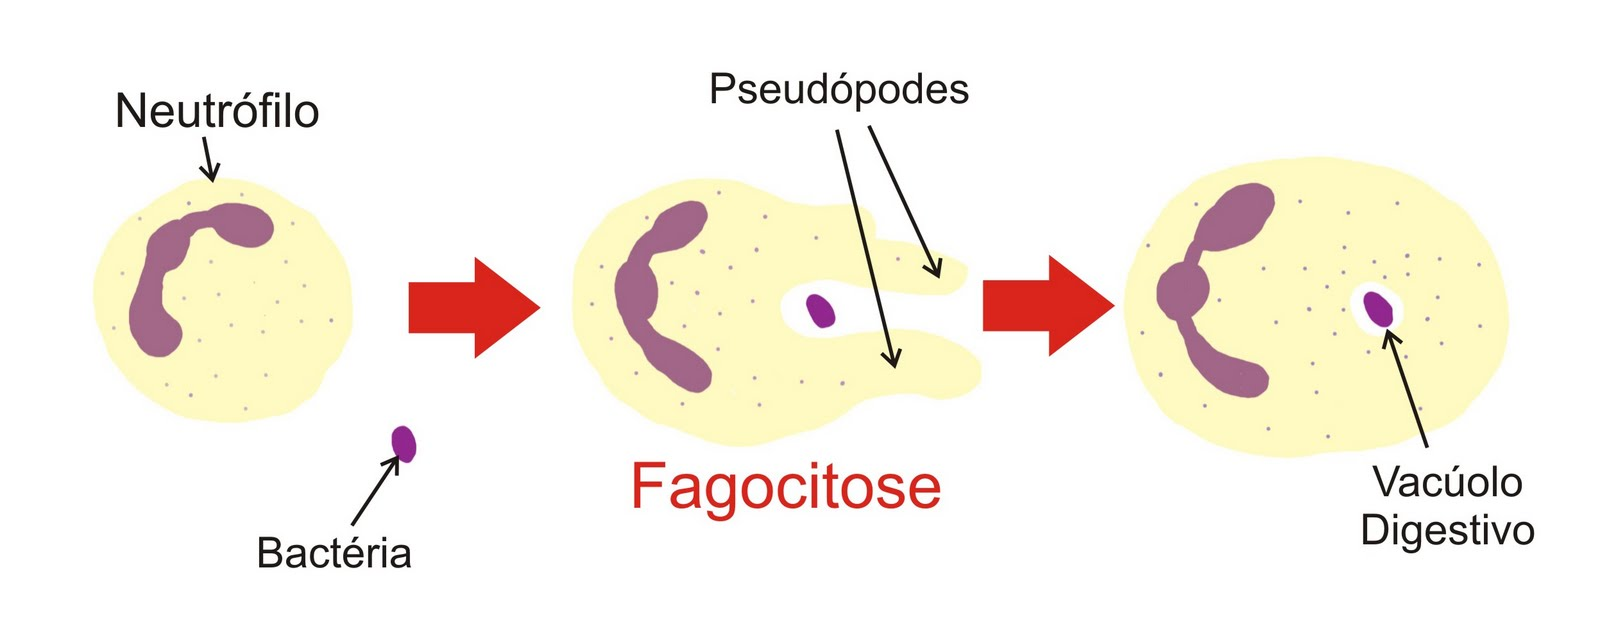 Neutrófilo
Bactéria
Pseudópodes
Fagocitose
Vacúolo
Digestivo